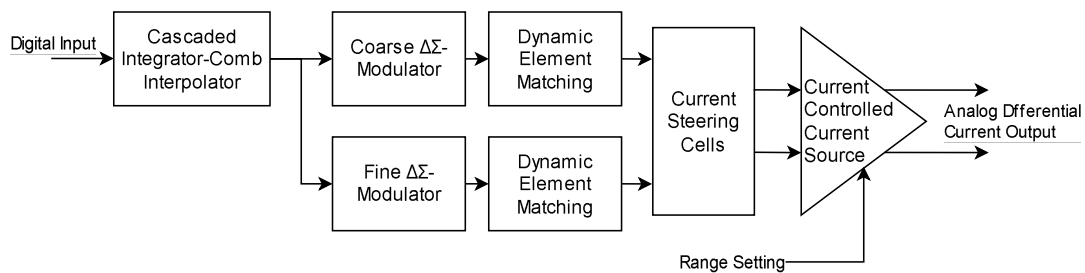 Digital Input
Cascaded
Integrator-Comb
Interpolator
Coarse ΔΣ-
Modulator
Dynamic
Element
Matching
Fine ΔΣ-
Modulator
Dynamic
Element
Matching
Current
Steering
Cells
Current
Controlled
Current
Source
Analog Dfferential
Current Output
Range Setting